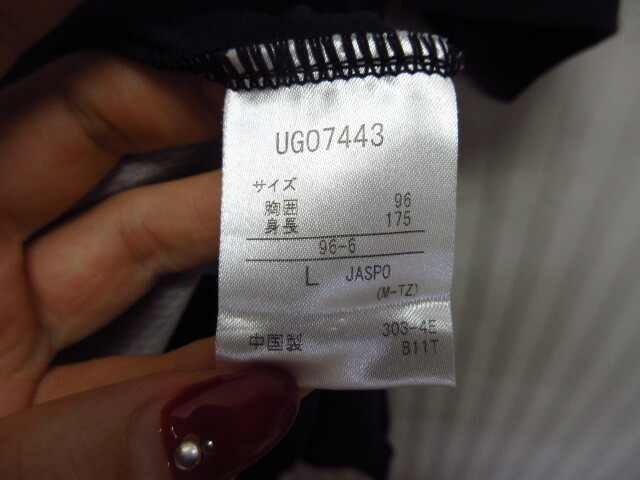 UG07443
サイズ
胸囲 96
身長 175
96-6
L JASPO
(M-TZ)
中国製 303-4E
B11T